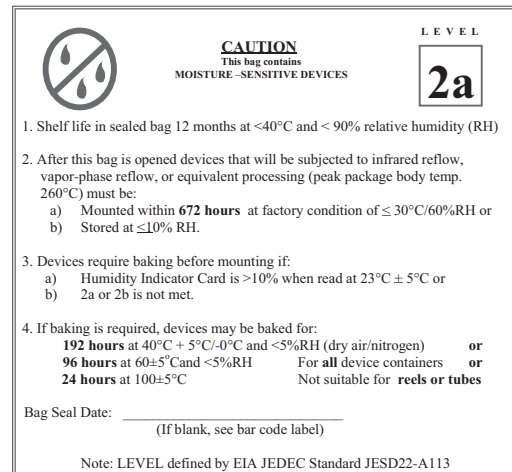 LEVEL
CAUTION
This bag contains
MOISTURE –SENSITIVE DEVICES
2a
1. Shelf life in sealed bag 12 months at <40°C and < 90% relative humidity (RH)
2. After this bag is opened devices that will be subjected to infrared reflow,
vapor-phase reflow, or equivalent processing (peak package body temp.
260°C) must be:
a) Mounted within 672 hours at factory condition of ≤ 30°C/60%RH or
b) Stored at ≤10% RH.
3. Devices require baking before mounting if:
a) Humidity Indicator Card is >10% when read at 23°C ± 5°C or
b) 2a or 2b is not met.
4. If baking is required, devices may be baked for:
192 hours at 40°C + 5°C/-0°C and <5%RH (dry air/nitrogen) or
96 hours at 60±5°Cand <5%RH For all device containers or
24 hours at 100±5°C Not suitable for reels or tubes
Bag Seal Date: ______________________________
(If blank, see bar code label)
Note: LEVEL defined by EIA JEDEC Standard JESD22-A113